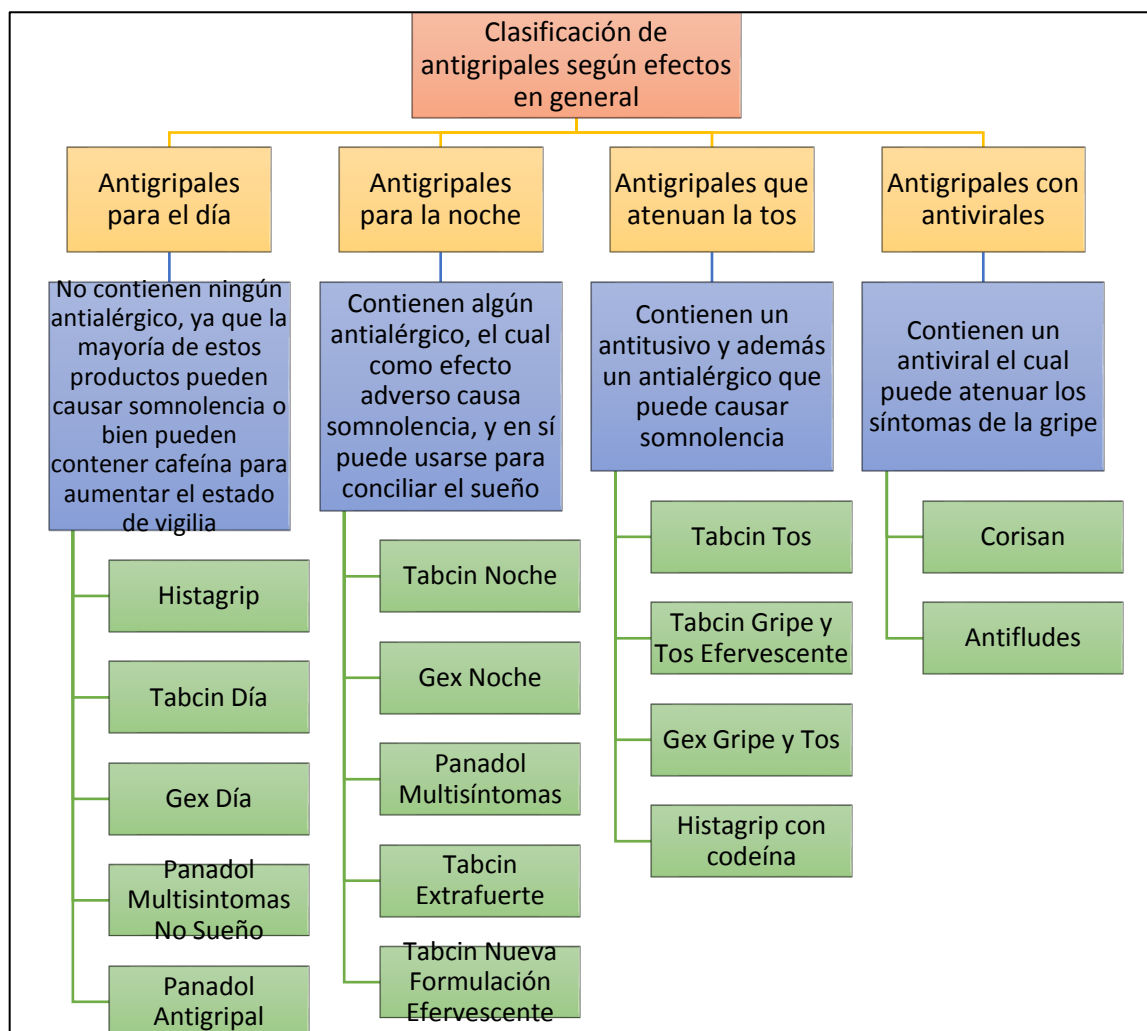 Clasificación de
antigripales según efectos
en general
Antigripales
para el día
No contienen ningún
antialérgico, ya que la
mayoría de estos
productos pueden
causar somnolencia o
bien pueden
contener cafeína para
aumentar el estado
de vigilia
Histagrip
Tabcin Día
Gex Día
Panadol
Multisintomas
No Sueño
Panadol
Antigripal
Antigripales
para la noche
Contienen algún
antialérgico, el cual
como efecto
adverso causa
somnolencia, y en sí
puede usarse para
conciliar el sueño
Tabcin Noche
Gex Noche
Panadol
Multisíntomas
Tabcin
Extrafuerte
Tabcin Nueva
Formulación
Efervescente
Antigripales que
atenuan la tos
Contienen un
antitusivo y además
un antialérgico que
puede causar
somnolencia
Tabcin Tos
Tabcin Gripe y
Tos Efervescente
Gex Gripe y Tos
Histagrip con
codeína
Antigripales con
antivirales
Contienen un
antiviral el cual
puede atenuar los
síntomas de la gripe
Corisan
Antifludes